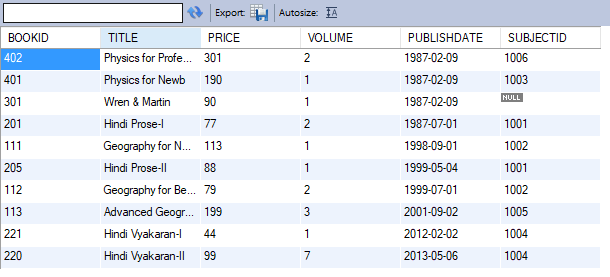 Export: Autosize: A
BOOKID TITLE PRICE VOLUME PUBLISHDATE SUBJECTID
402 Physics for Profe... 301 2 1987-02-09 1006
401 Physics for Newb 190 1 1987-02-09 1003
301 Wren & Martin 90 1 1987-02-09 NULL
201 Hindi Prose-I 77 2 1987-07-01 1001
111 Geography for N... 113 1 1998-09-01 1002
205 Hindi Prose-II 88 1 1999-05-04 1001
112 Geography for Be... 79 2 1999-07-01 1002
113 Advanced Geogr... 199 3 2001-09-02 1005
221 Hindi Vyakaran-I 44 1 2012-02-02 1004
220 Hindi Vyakaran-II 99 7 2013-05-06 1004